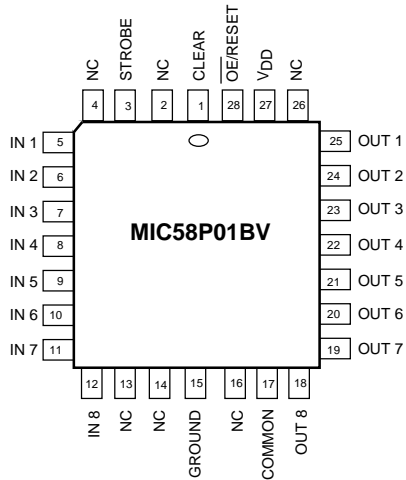 NC
STROBE
NC
CLEAR
OE/RESET
VDD
NC
4
3
2
1
28
27
26
IN 1 5
25 OUT 1
IN 2 6
24 OUT 2
IN 3 7
23 OUT 3
MIC58P01BV
IN 4 8
22 OUT 4
IN 5 9
21 OUT 5
IN 6 10
20 OUT 6
IN 7 11
19 OUT 7
12
13
14
15
16
17
18
IN 8
NC
NC
GROUND
NC
COMMON
OUT 8